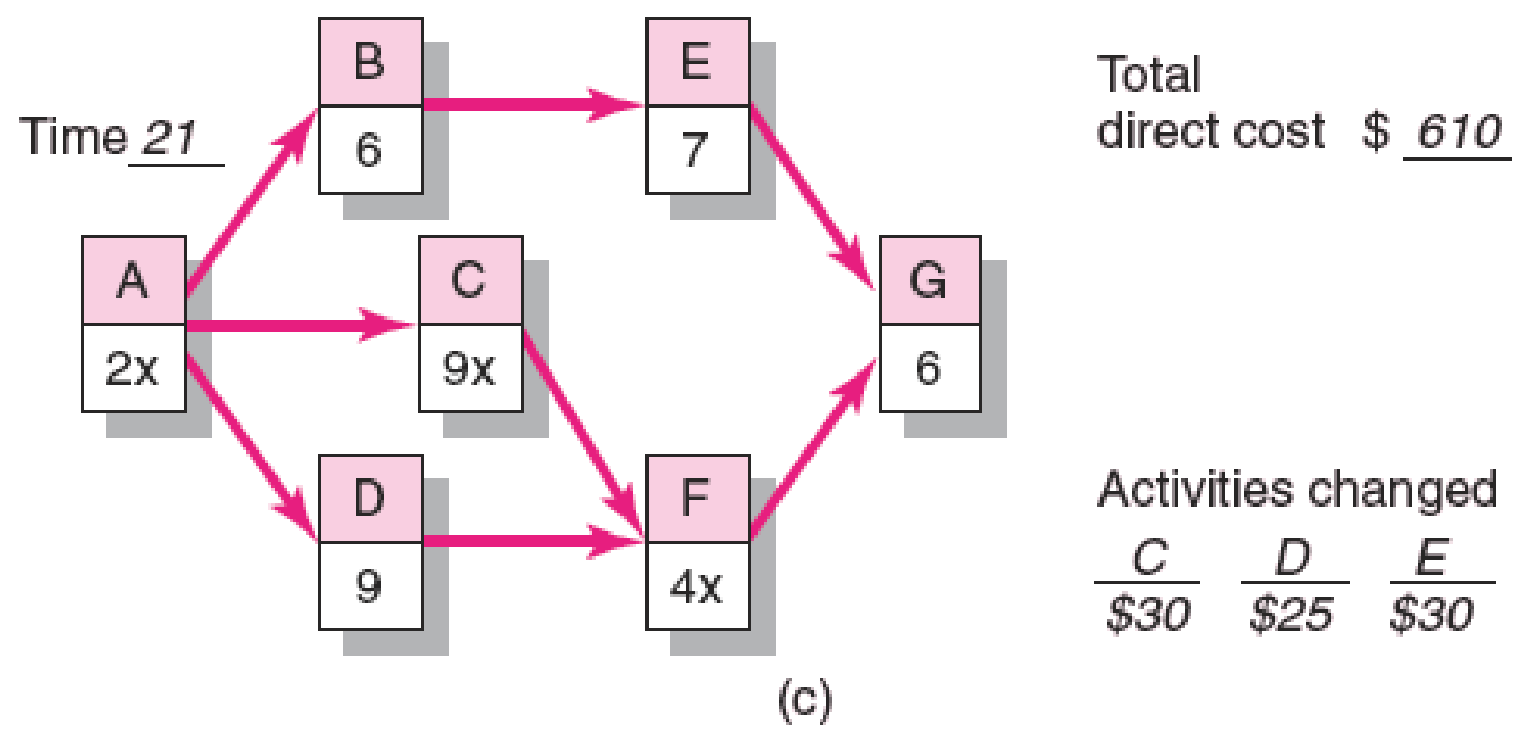 B
6
E
7
Total
direct cost $ 610
Time 21
A
2x
C
9x
G
6
D
9
F
4x
Activities changed
C D E
$30 $25 $30
(c)